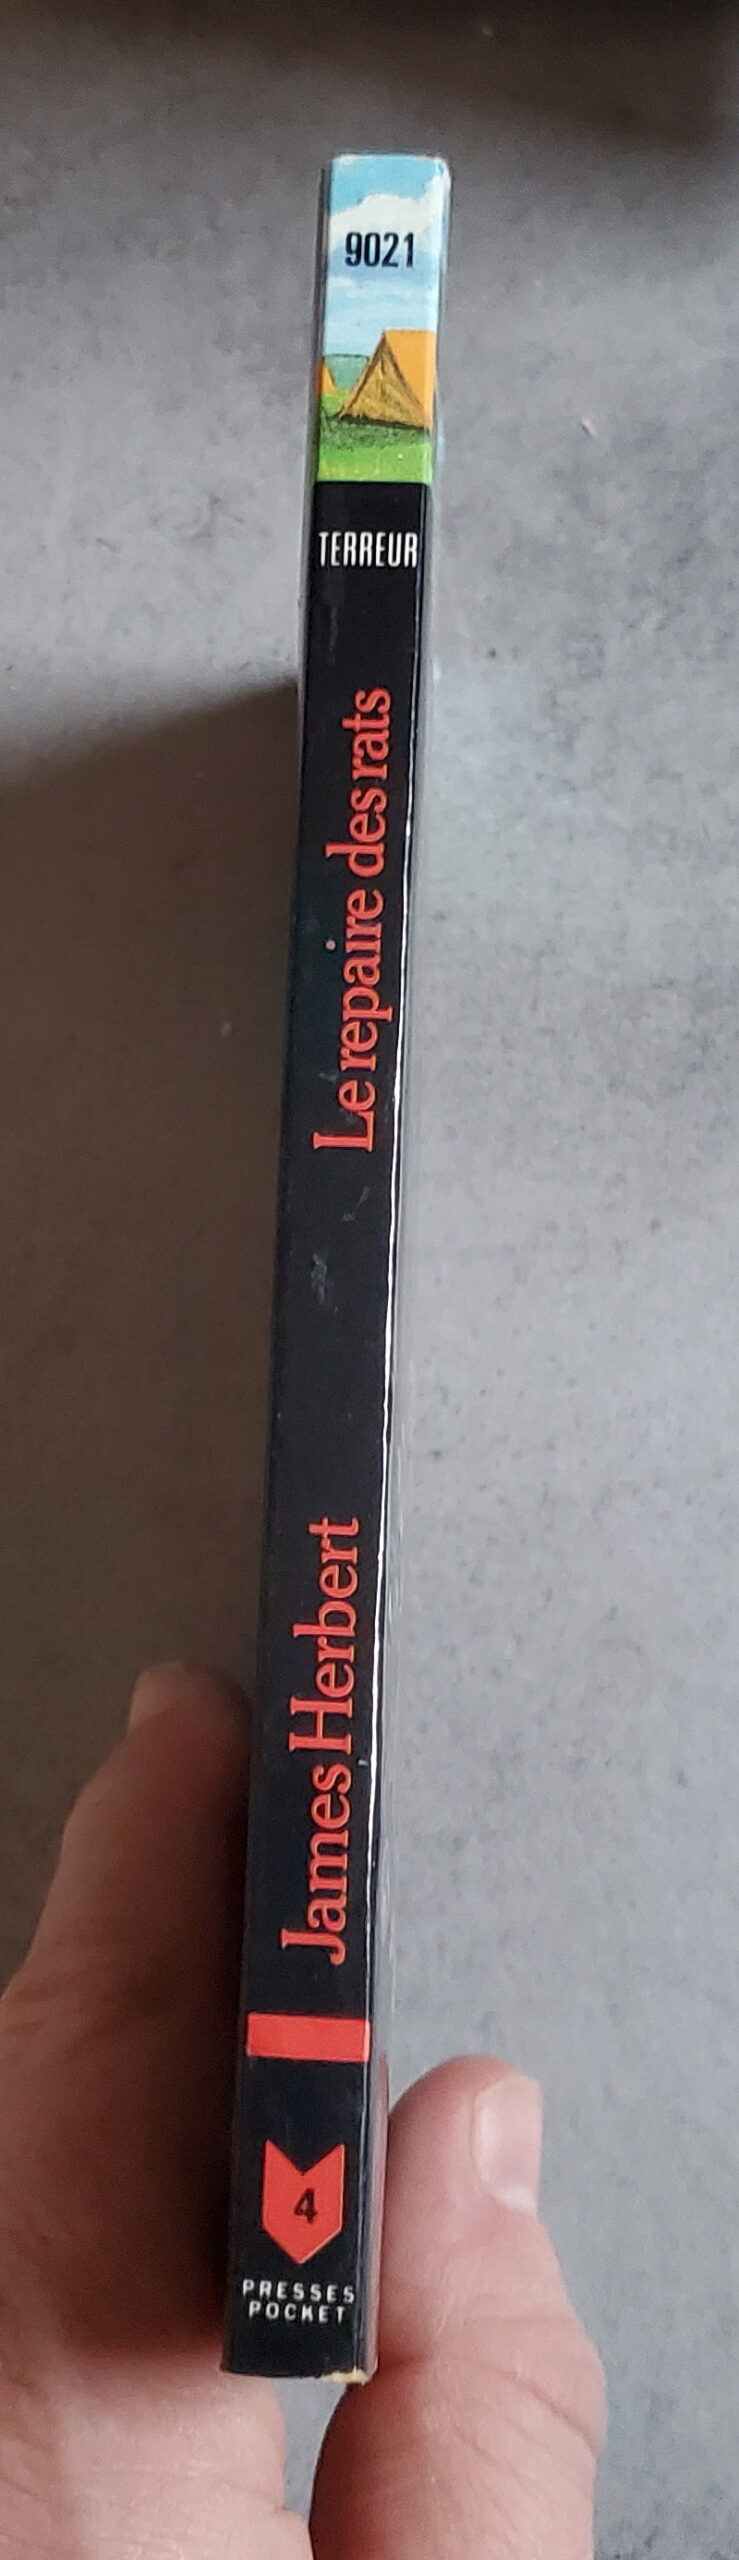 9021
TERREUR
Le repaire des rats
James Herbert
4
PRESSES
POCKET